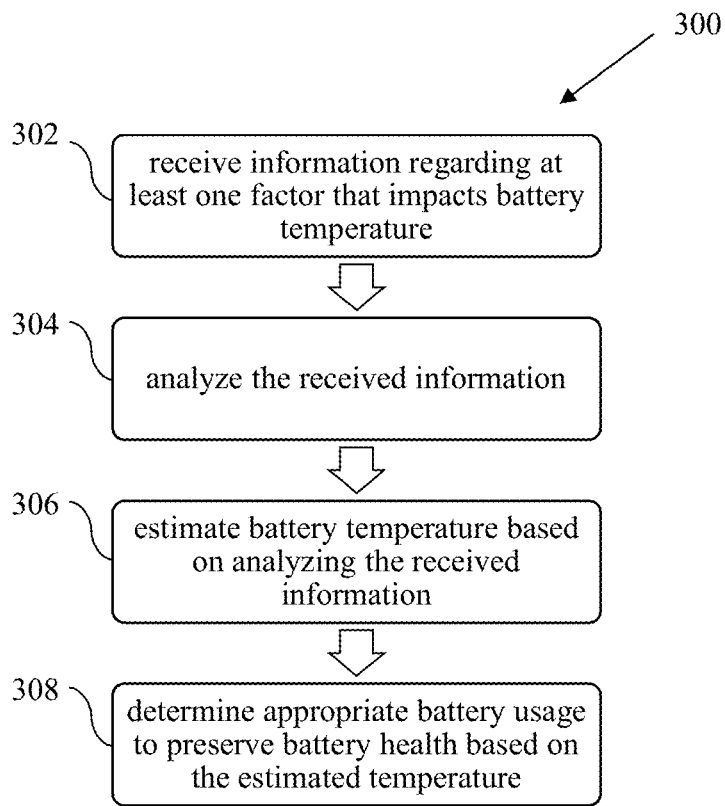 300
302
receive information regarding at
least one factor that impacts battery
temperature
304
analyze the received information
306
estimate battery temperature based
on analyzing the received
information
308
determine appropriate battery usage
to preserve battery health based on
the estimated temperature